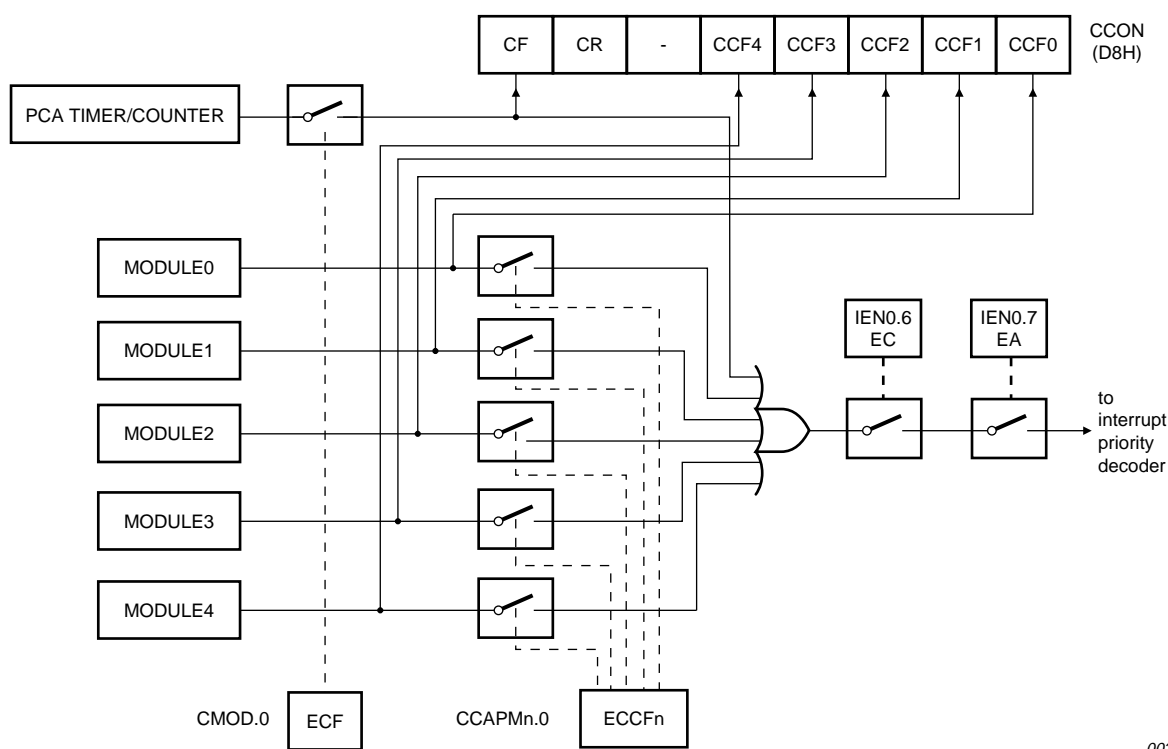 CF CR - CCF4 CCF3 CCF2 CCF1 CCF0
CCON
(D8H)
PCA TIMER/COUNTER
MODULE0
MODULE1
IEN0.6
EC
IEN0.7
EA
MODULE2
to
interrupt
priority
decoder
MODULE3
MODULE4
CMOD.0 ECF CCAPMn.0 ECCFn